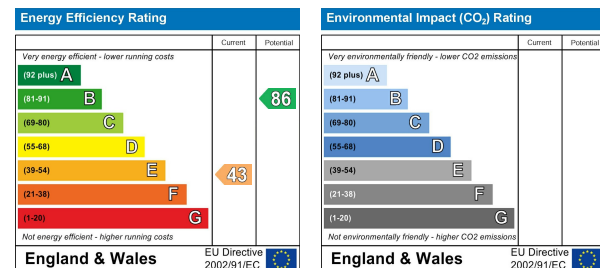 Energy Efficiency Rating
Current Potential
Very energy efficient - lower running costs
(92 plus) A
(81-91) B
86
(69-80) C
(55-68) D
(39-54) E
43
(21-38) F
(1-20) G
Not energy efficient - higher running costs
England & Wales
EU Directive
2002/91/EC
Environmental Impact (CO₂) Rating
Current Potential
Very environmentally friendly - lower CO2 emissions
(92 plus) A
(81-91) B
(69-80) C
(55-68) D
(39-54) E
(21-38) F
(1-20) G
Not environmentally friendly - higher CO2 emissions
England & Wales
EU Directive
2002/91/EC